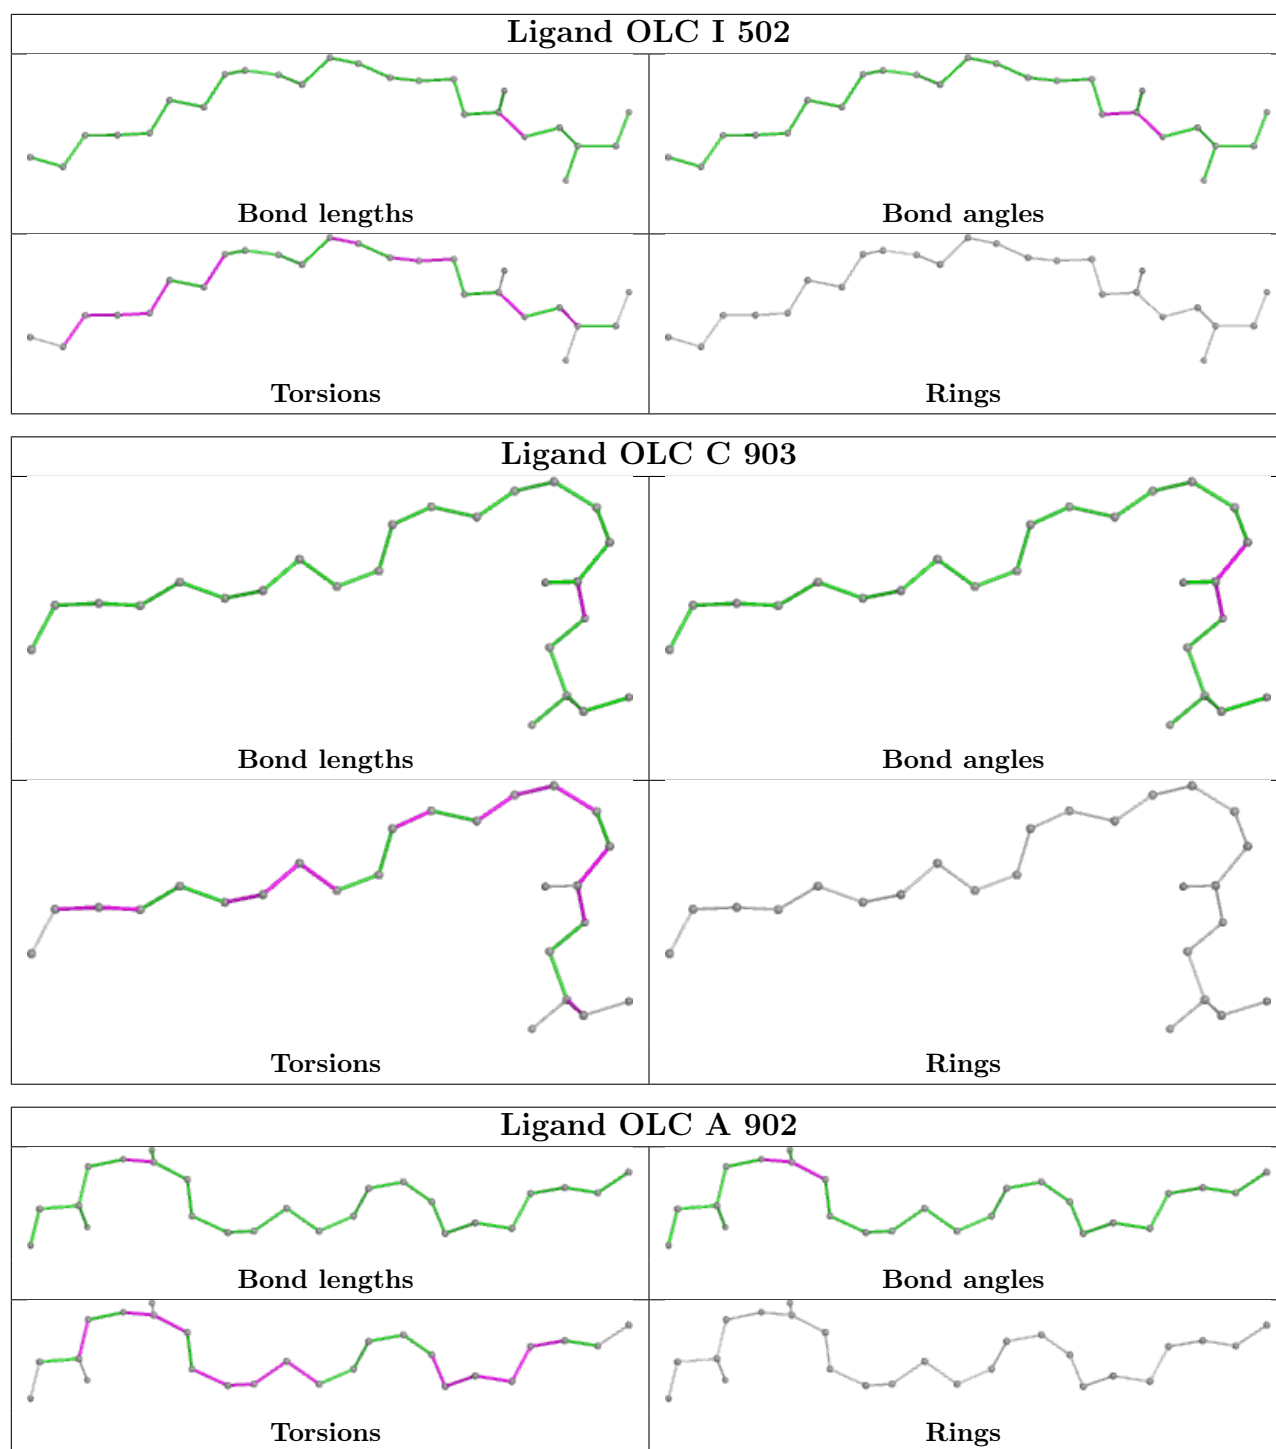 Ligand OLC I 502
Bond lengths
Bond angles
Torsions
Rings
Ligand OLC C 903
Bond lengths
Bond angles
Torsions
Rings
Ligand OLC A 902
Bond lengths
Bond angles
Torsions
Rings